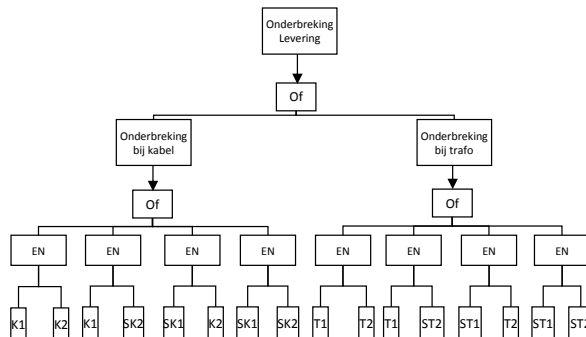 Onderbreking
Levering
Of
Onderbreking
bij kabel
Onderbreking
bij trafo
Of
Of
EN
EN
EN
EN
EN
EN
EN
EN
K1
K2
K1
SK2
SK1
K2
SK1
SK2
T1
T2
T1
ST2
ST1
T2
ST1
ST2